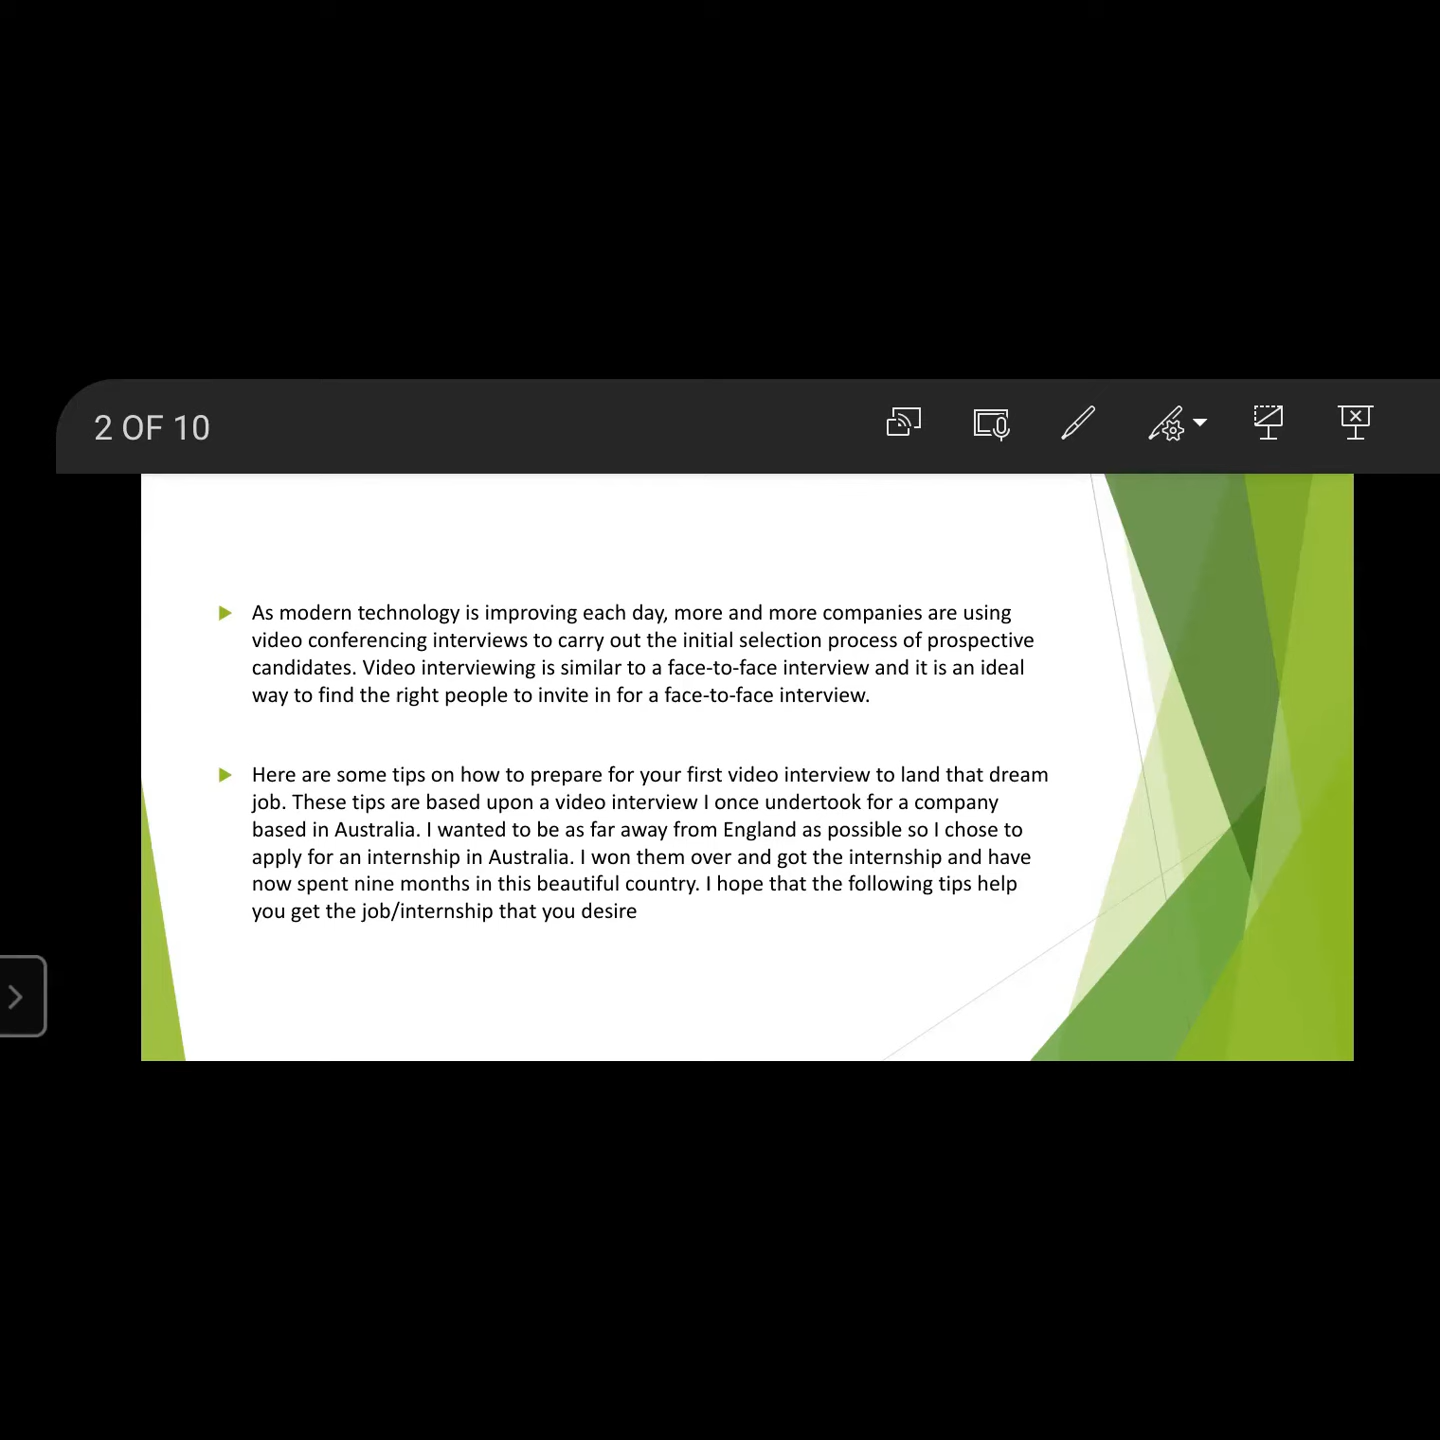 2 OF 10
As modern technology is improving each day, more and more companies are using
video conferencing interviews to carry out the initial selection process of prospective
candidates. Video interviewing is similar to a face-to-face interview and it is an ideal
way to find the right people to invite in for a face-to-face interview.
Here are some tips on how to prepare for your first video interview to land that dream
job. These tips are based upon a video interview I once undertook for a company
based in Australia. I wanted to be as far away from England as possible so I chose to
apply for an internship in Australia. I won them over and got the internship and have
now spent nine months in this beautiful country. I hope that the following tips help
you get the job/internship that you desire